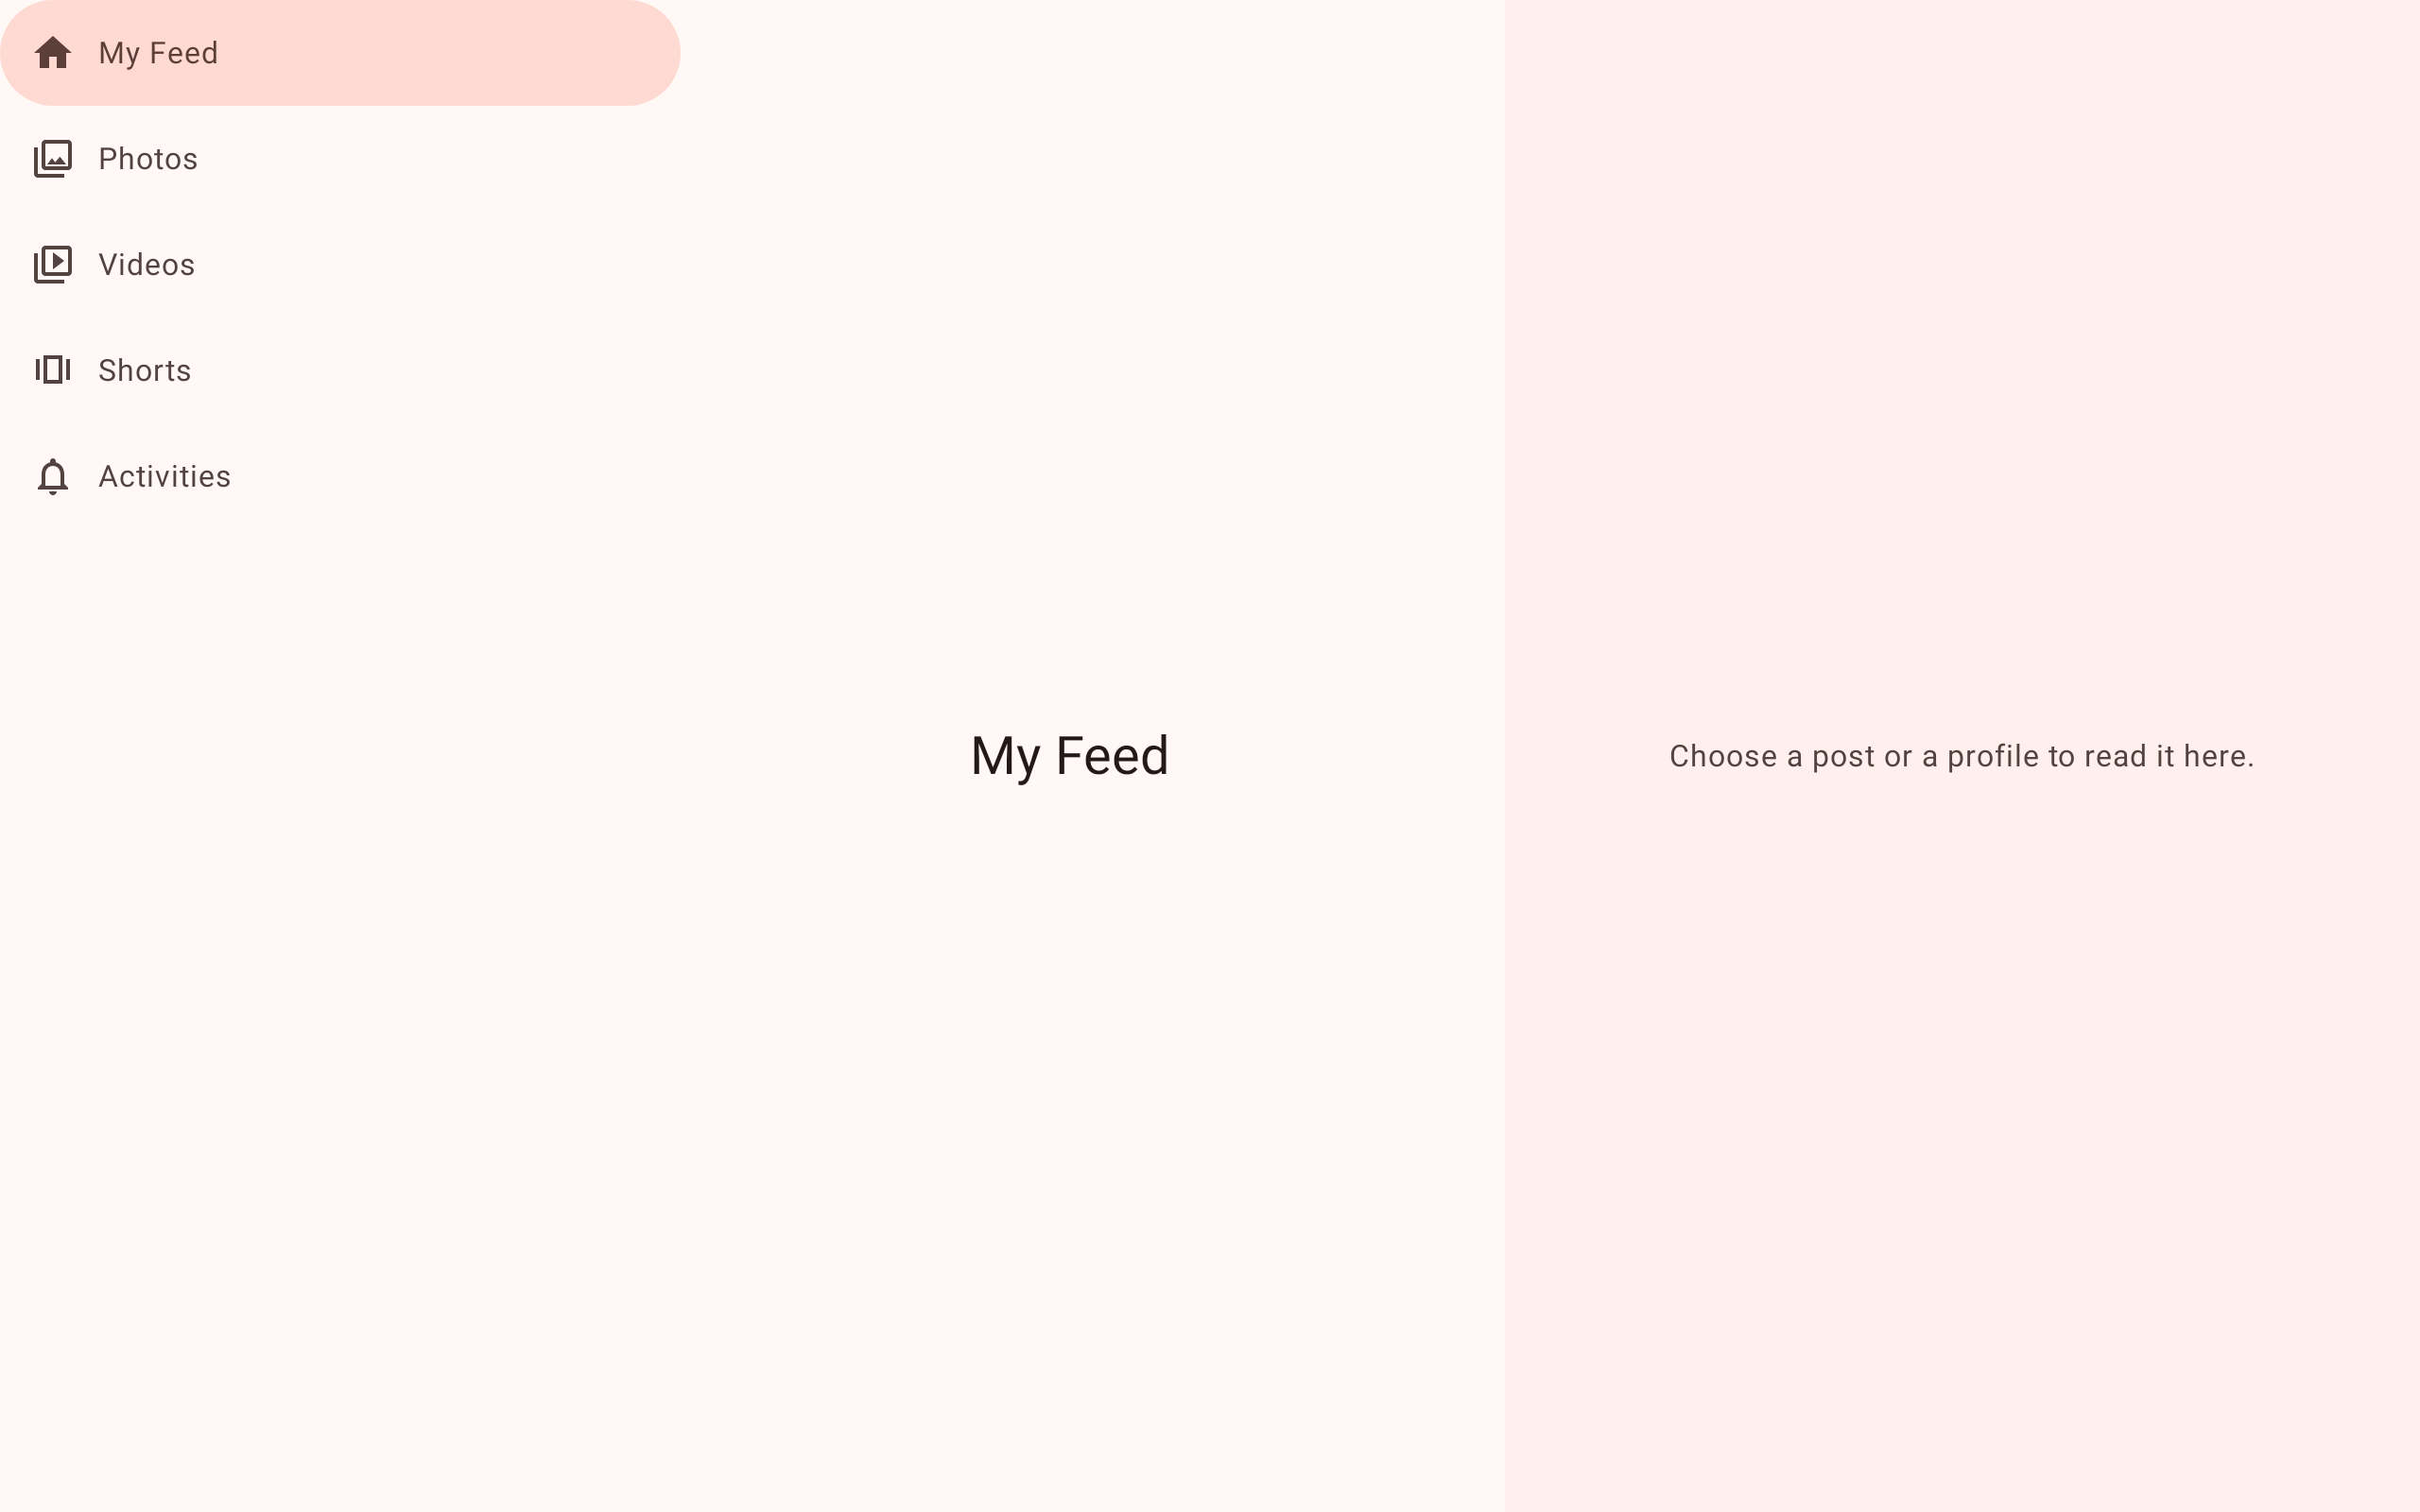 My Feed
Photos
Videos
Shorts
Activities
My Feed
Choose a post or a profile to read it here.